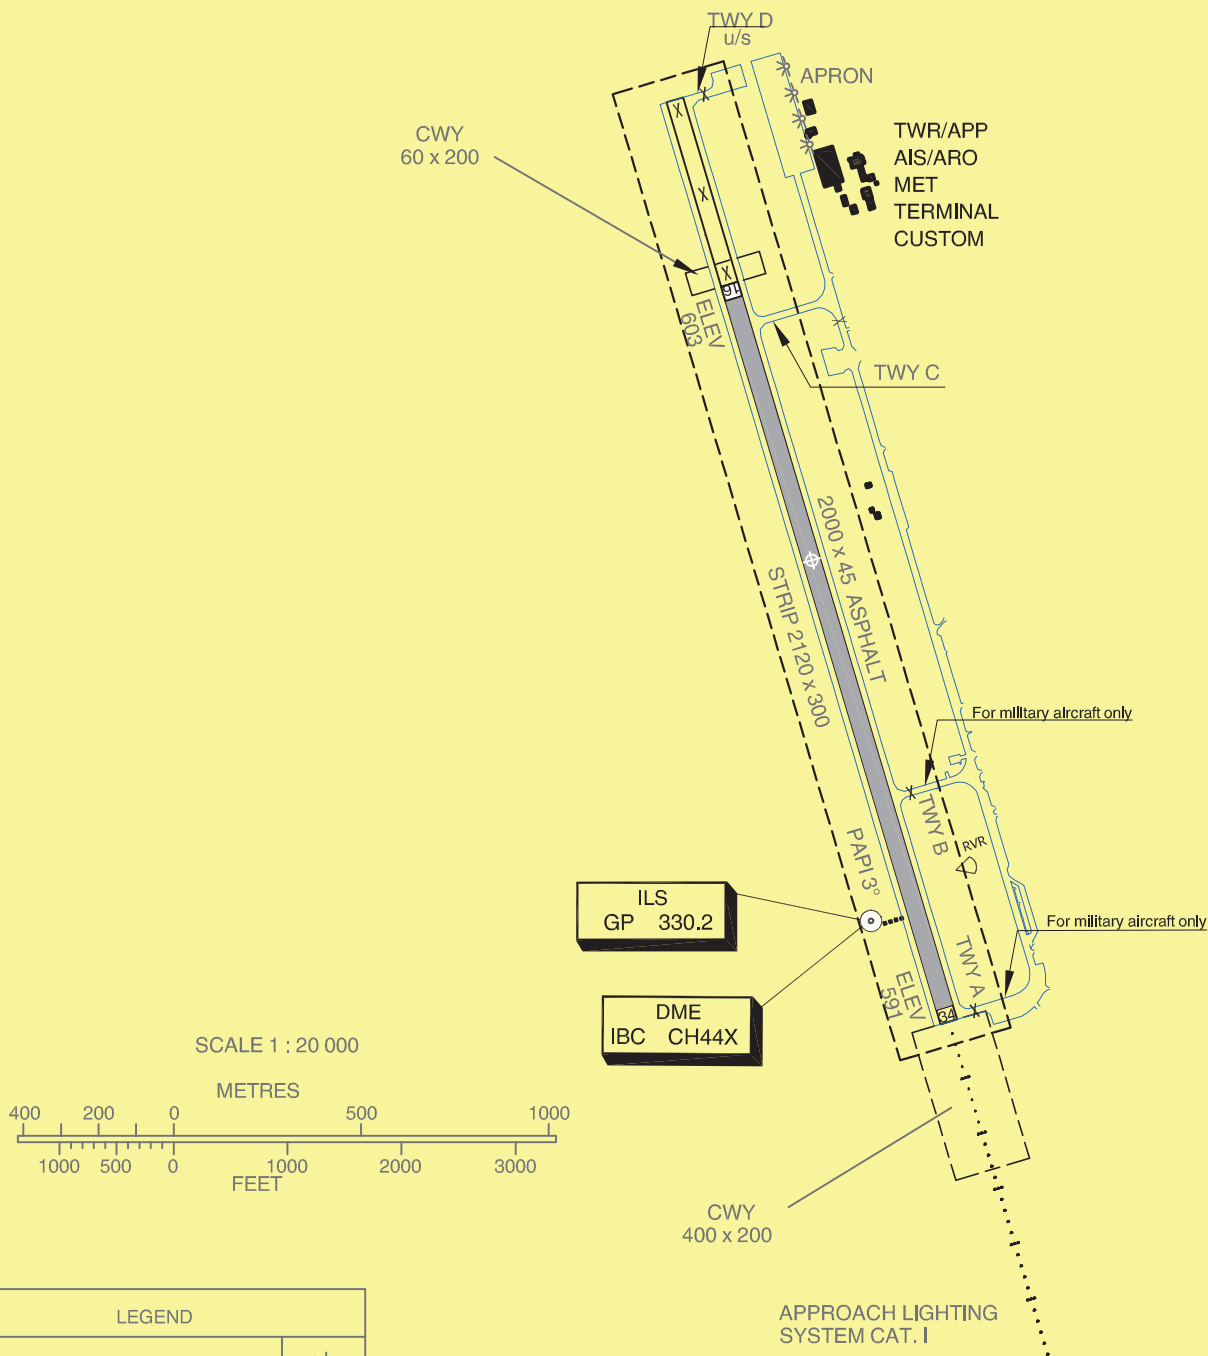 TWY D
u/s
APRON
CWY
60 x 200
TWR/APP
AIS/ARO
MET
TERMINAL
CUSTOM
16
ELEV
603
TWY C
2000 x 45 ASPHALT
STRIP 2120 x 300
For military aircraft only
TWY B
RVR
PAPI 3°
ILS
GP 330.2
For military aircraft only
TWY A
ELEV
591
34
DME
IBC CH44X
SCALE 1 : 20 000
METRES
400 200 0 500 1000
1000 500 0 1000 2000 3000
FEET
CWY
400 x 200
LEGEND
APPROACH LIGHTING
SYSTEM CAT. I